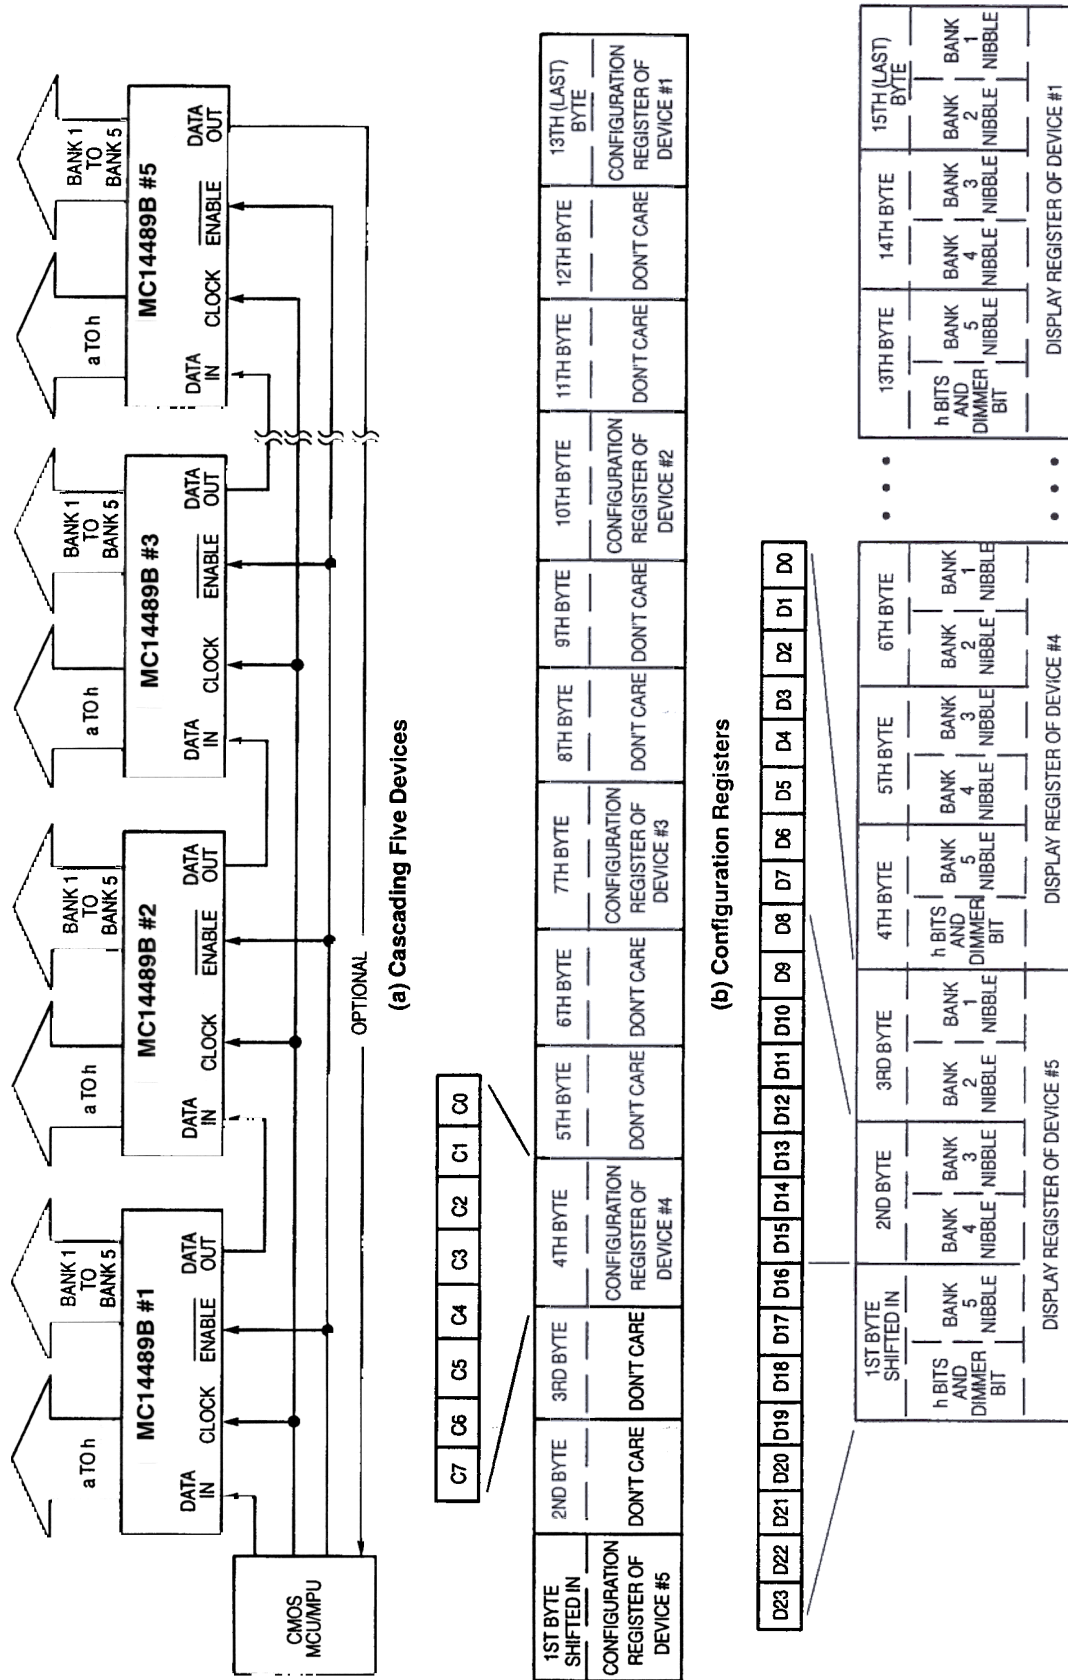 BANK 1
TO
BANK 5
a TO h
MC14489B #1
DATA
IN
CLOCK
ENABLE
DATA
OUT
BANK 1
TO
BANK 5
a TO h
MC14489B #2
DATA
IN
CLOCK
ENABLE
DATA
OUT
BANK 1
TO
BANK 5
a TO h
MC14489B #3
DATA
IN
CLOCK
ENABLE
DATA
OUT
BANK 1
TO
BANK 5
a TO h
MC14489B #5
DATA
IN
CLOCK
ENABLE
DATA
OUT
CMOS
MCU/MPU
OPTIONAL
(a) Cascading Five Devices
C7 C6 C5 C4 C3 C2 C1 C0
1ST BYTE
SHIFTED IN
CONFIGURATION
REGISTER OF
DEVICE #5
2ND BYTE
DON'T CARE
3RD BYTE
DON'T CARE
4TH BYTE
CONFIGURATION
REGISTER OF
DEVICE #4
5TH BYTE
DON'T CARE
6TH BYTE
DON'T CARE
7TH BYTE
CONFIGURATION
REGISTER OF
DEVICE #3
8TH BYTE
DON'T CARE
9TH BYTE
DON'T CARE
10TH BYTE
CONFIGURATION
REGISTER OF
DEVICE #2
11TH BYTE
DON'T CARE
12TH BYTE
DON'T CARE
13TH (LAST)
BYTE
CONFIGURATION
REGISTER OF
DEVICE #1
(b) Configuration Registers
D23 D22 D21 D20 D19 D18 D17 D16 D15 D14 D13 D12 D11 D10 D9 D8 D7 D6 D5 D4 D3 D2 D1 D0
1ST BYTE
SHIFTED IN
h BITS
AND
DIMMER
BIT
BANK
5
NIBBLE
2ND BYTE
BANK
4
NIBBLE
BANK
3
NIBBLE
3RD BYTE
BANK
2
NIBBLE
BANK
1
NIBBLE
DISPLAY REGISTER OF DEVICE #5
4TH BYTE
h BITS
AND
DIMMER
BIT
BANK
5
NIBBLE
5TH BYTE
BANK
4
NIBBLE
BANK
3
NIBBLE
6TH BYTE
BANK
2
NIBBLE
BANK
1
NIBBLE
DISPLAY REGISTER OF DEVICE #4
• • •
• • •
13TH BYTE
h BITS
AND
DIMMER
BIT
BANK
5
NIBBLE
14TH BYTE
BANK
4
NIBBLE
BANK
3
NIBBLE
15TH (LAST)
BYTE
BANK
2
NIBBLE
BANK
1
NIBBLE
DISPLAY REGISTER OF DEVICE #1